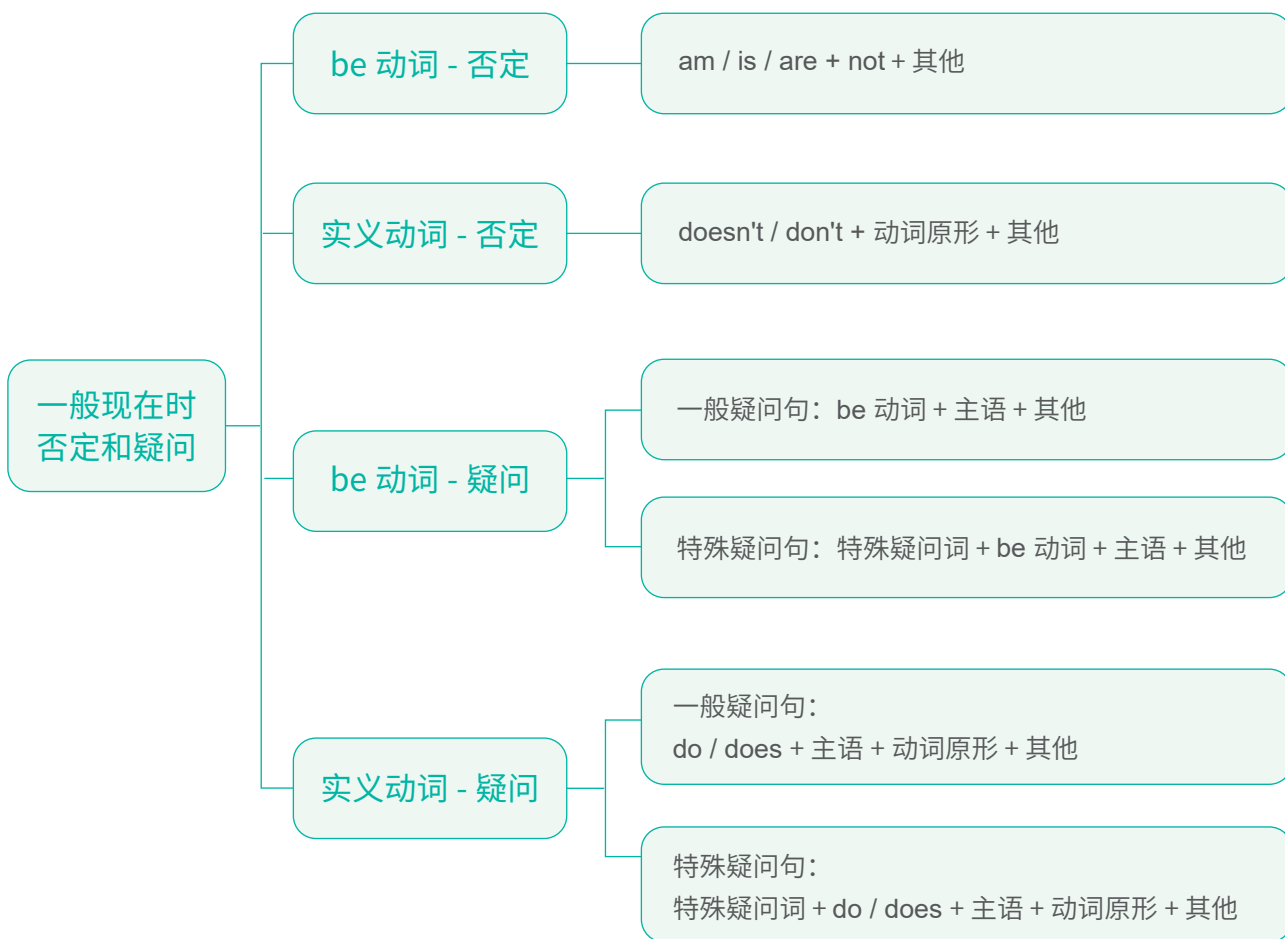 一般现在时
否定和疑问
be 动词 - 否定
am / is / are + not + 其他
实义动词 - 否定
doesn't / don't + 动词原形 + 其他
be 动词 - 疑问
一般疑问句：be 动词 + 主语 + 其他
特殊疑问句：特殊疑问词 + be 动词 + 主语 + 其他
实义动词 - 疑问
一般疑问句：
do / does + 主语 + 动词原形 + 其他
特殊疑问句：
特殊疑问词 + do / does + 主语 + 动词原形 + 其他